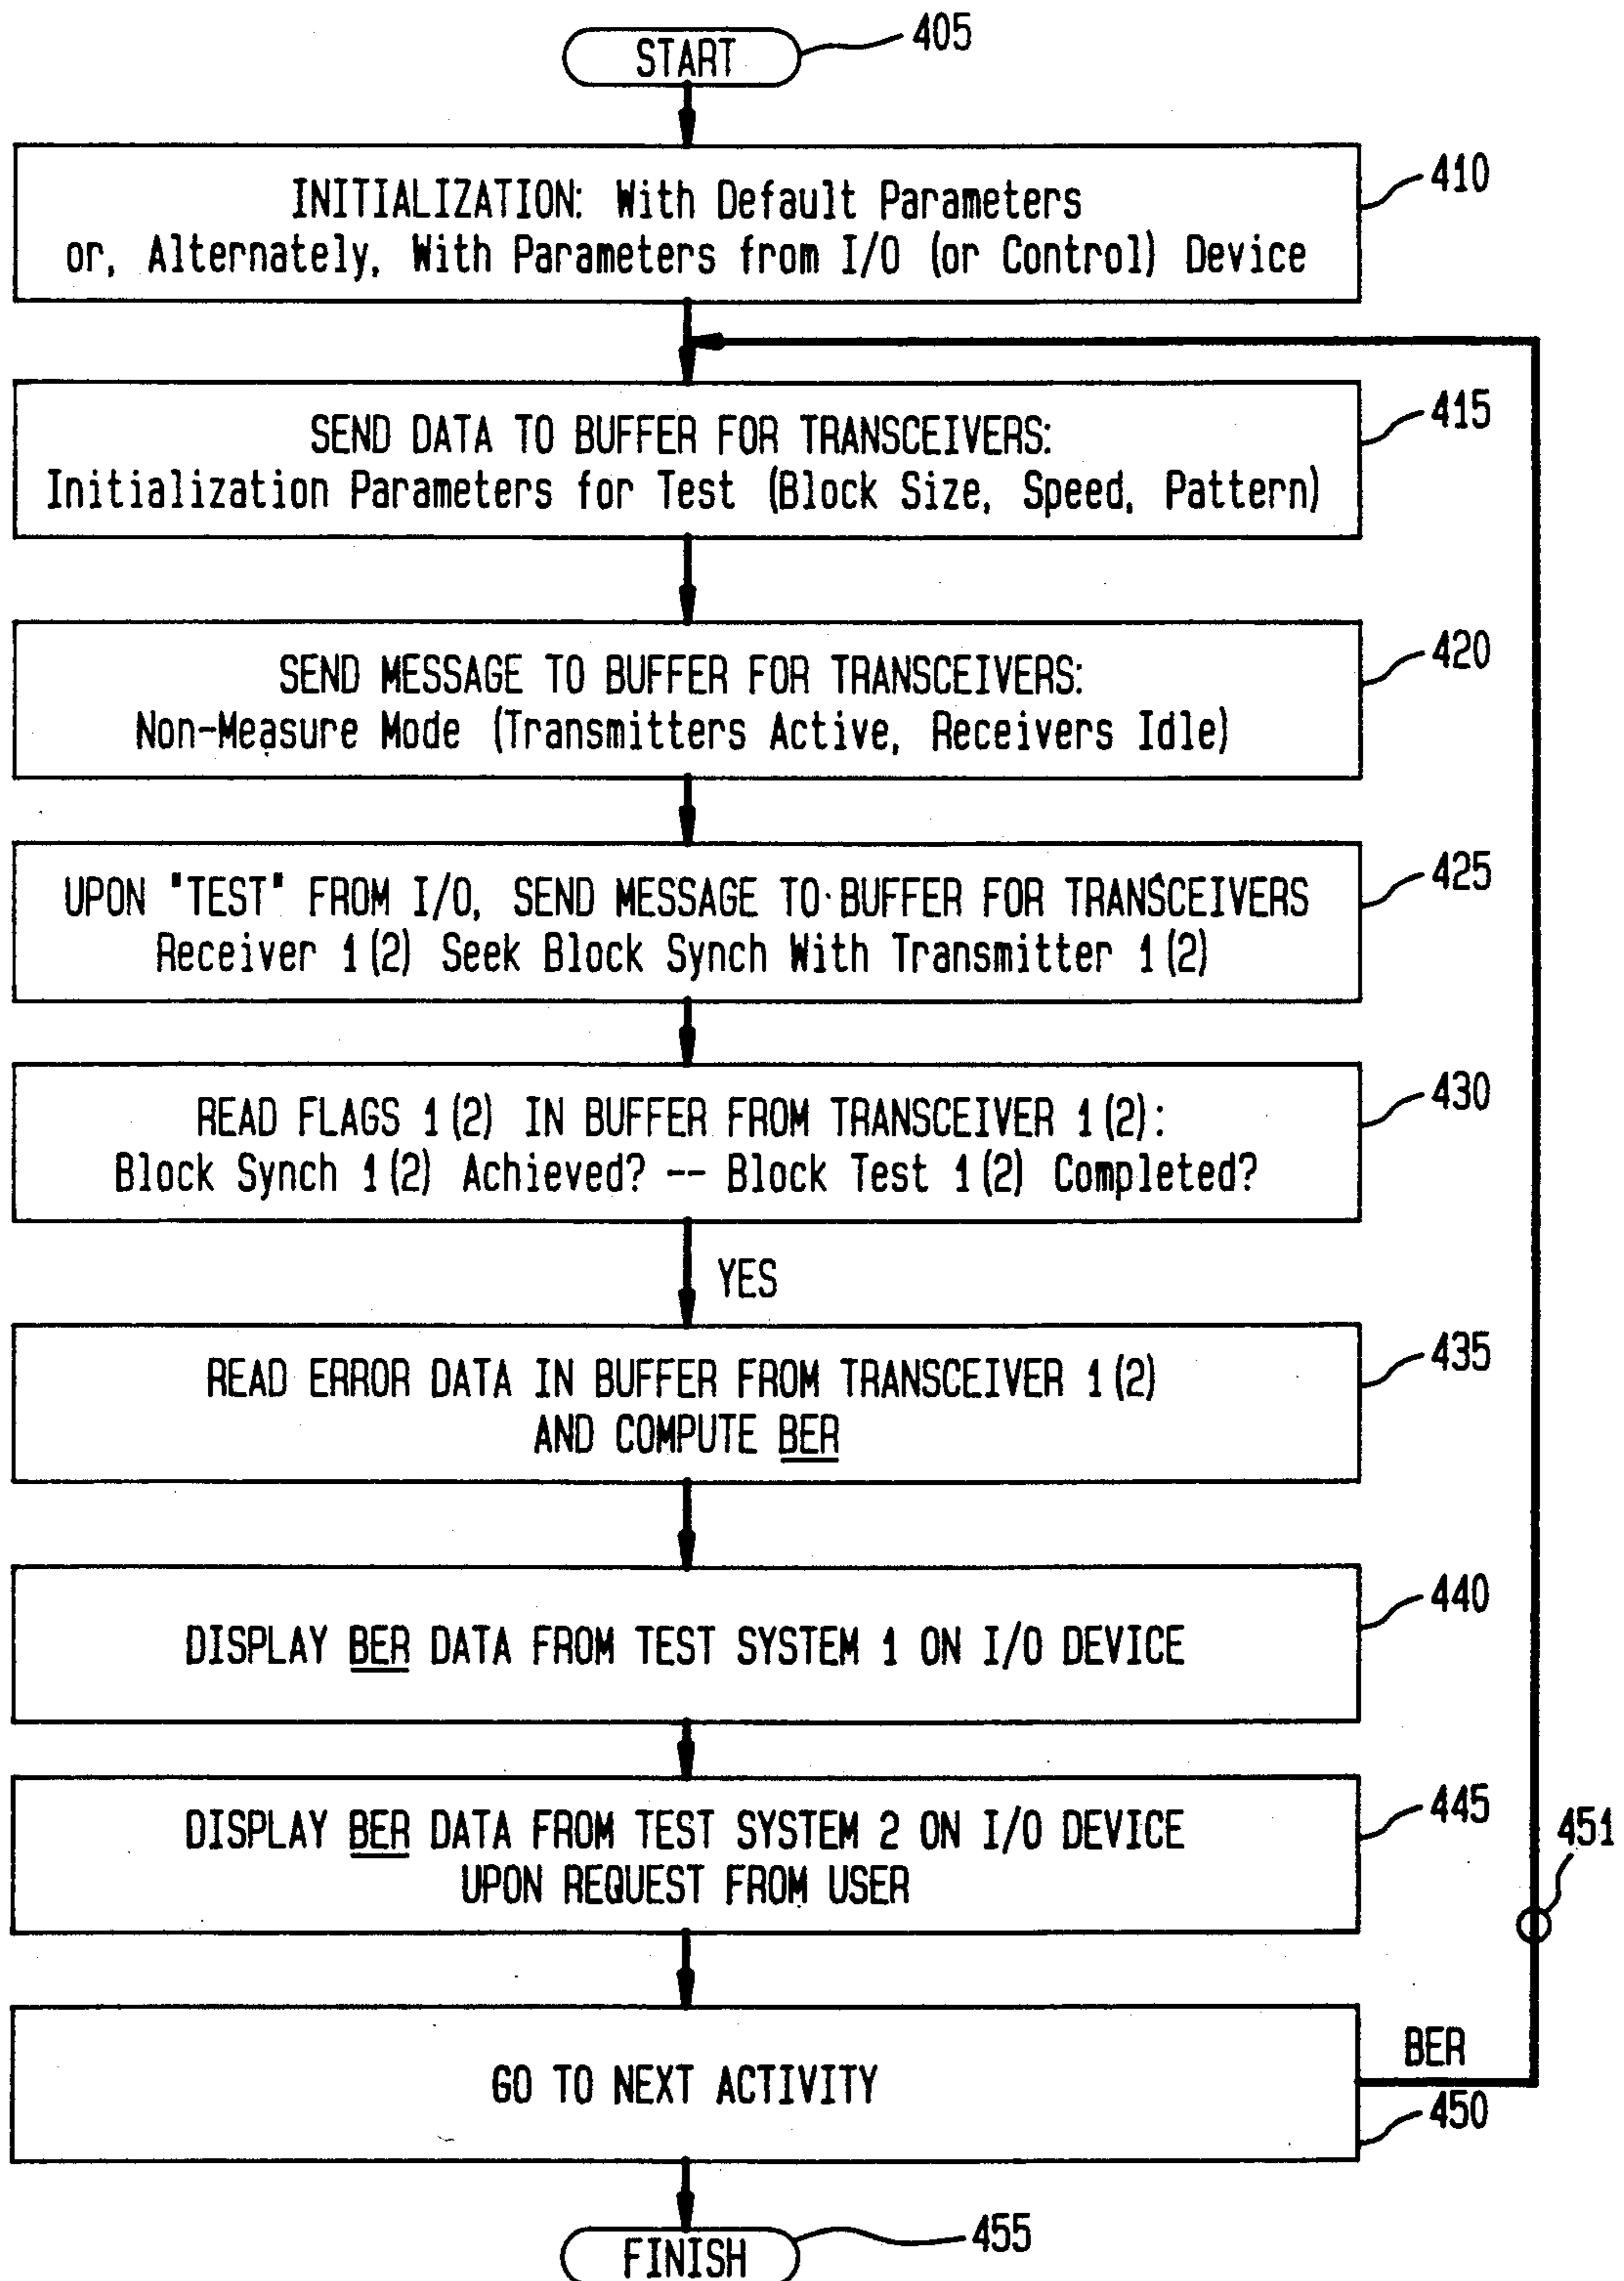 START
405
INITIALIZATION: With Default Parameters
or, Alternately, With Parameters from I/O (or Control) Device
410
SEND DATA TO BUFFER FOR TRANSCEIVERS:
Initialization Parameters for Test (Block Size, Speed, Pattern)
415
SEND MESSAGE TO BUFFER FOR TRANSCEIVERS:
Non-Measure Mode (Transmitters Active, Receivers Idle)
420
UPON "TEST" FROM I/O, SEND MESSAGE TO BUFFER FOR TRANSCEIVERS
Receiver 1(2) Seek Block Synch With Transmitter 1(2)
425
READ FLAGS 1(2) IN BUFFER FROM TRANSCEIVER 1(2):
Block Synch 1(2) Achieved? -- Block Test 1(2) Completed?
430
YES
READ ERROR DATA IN BUFFER FROM TRANSCEIVER 1(2)
AND COMPUTE BER
435
DISPLAY BER DATA FROM TEST SYSTEM 1 ON I/O DEVICE
440
DISPLAY BER DATA FROM TEST SYSTEM 2 ON I/O DEVICE
UPON REQUEST FROM USER
445
451
GO TO NEXT ACTIVITY
BER
450
FINISH
455